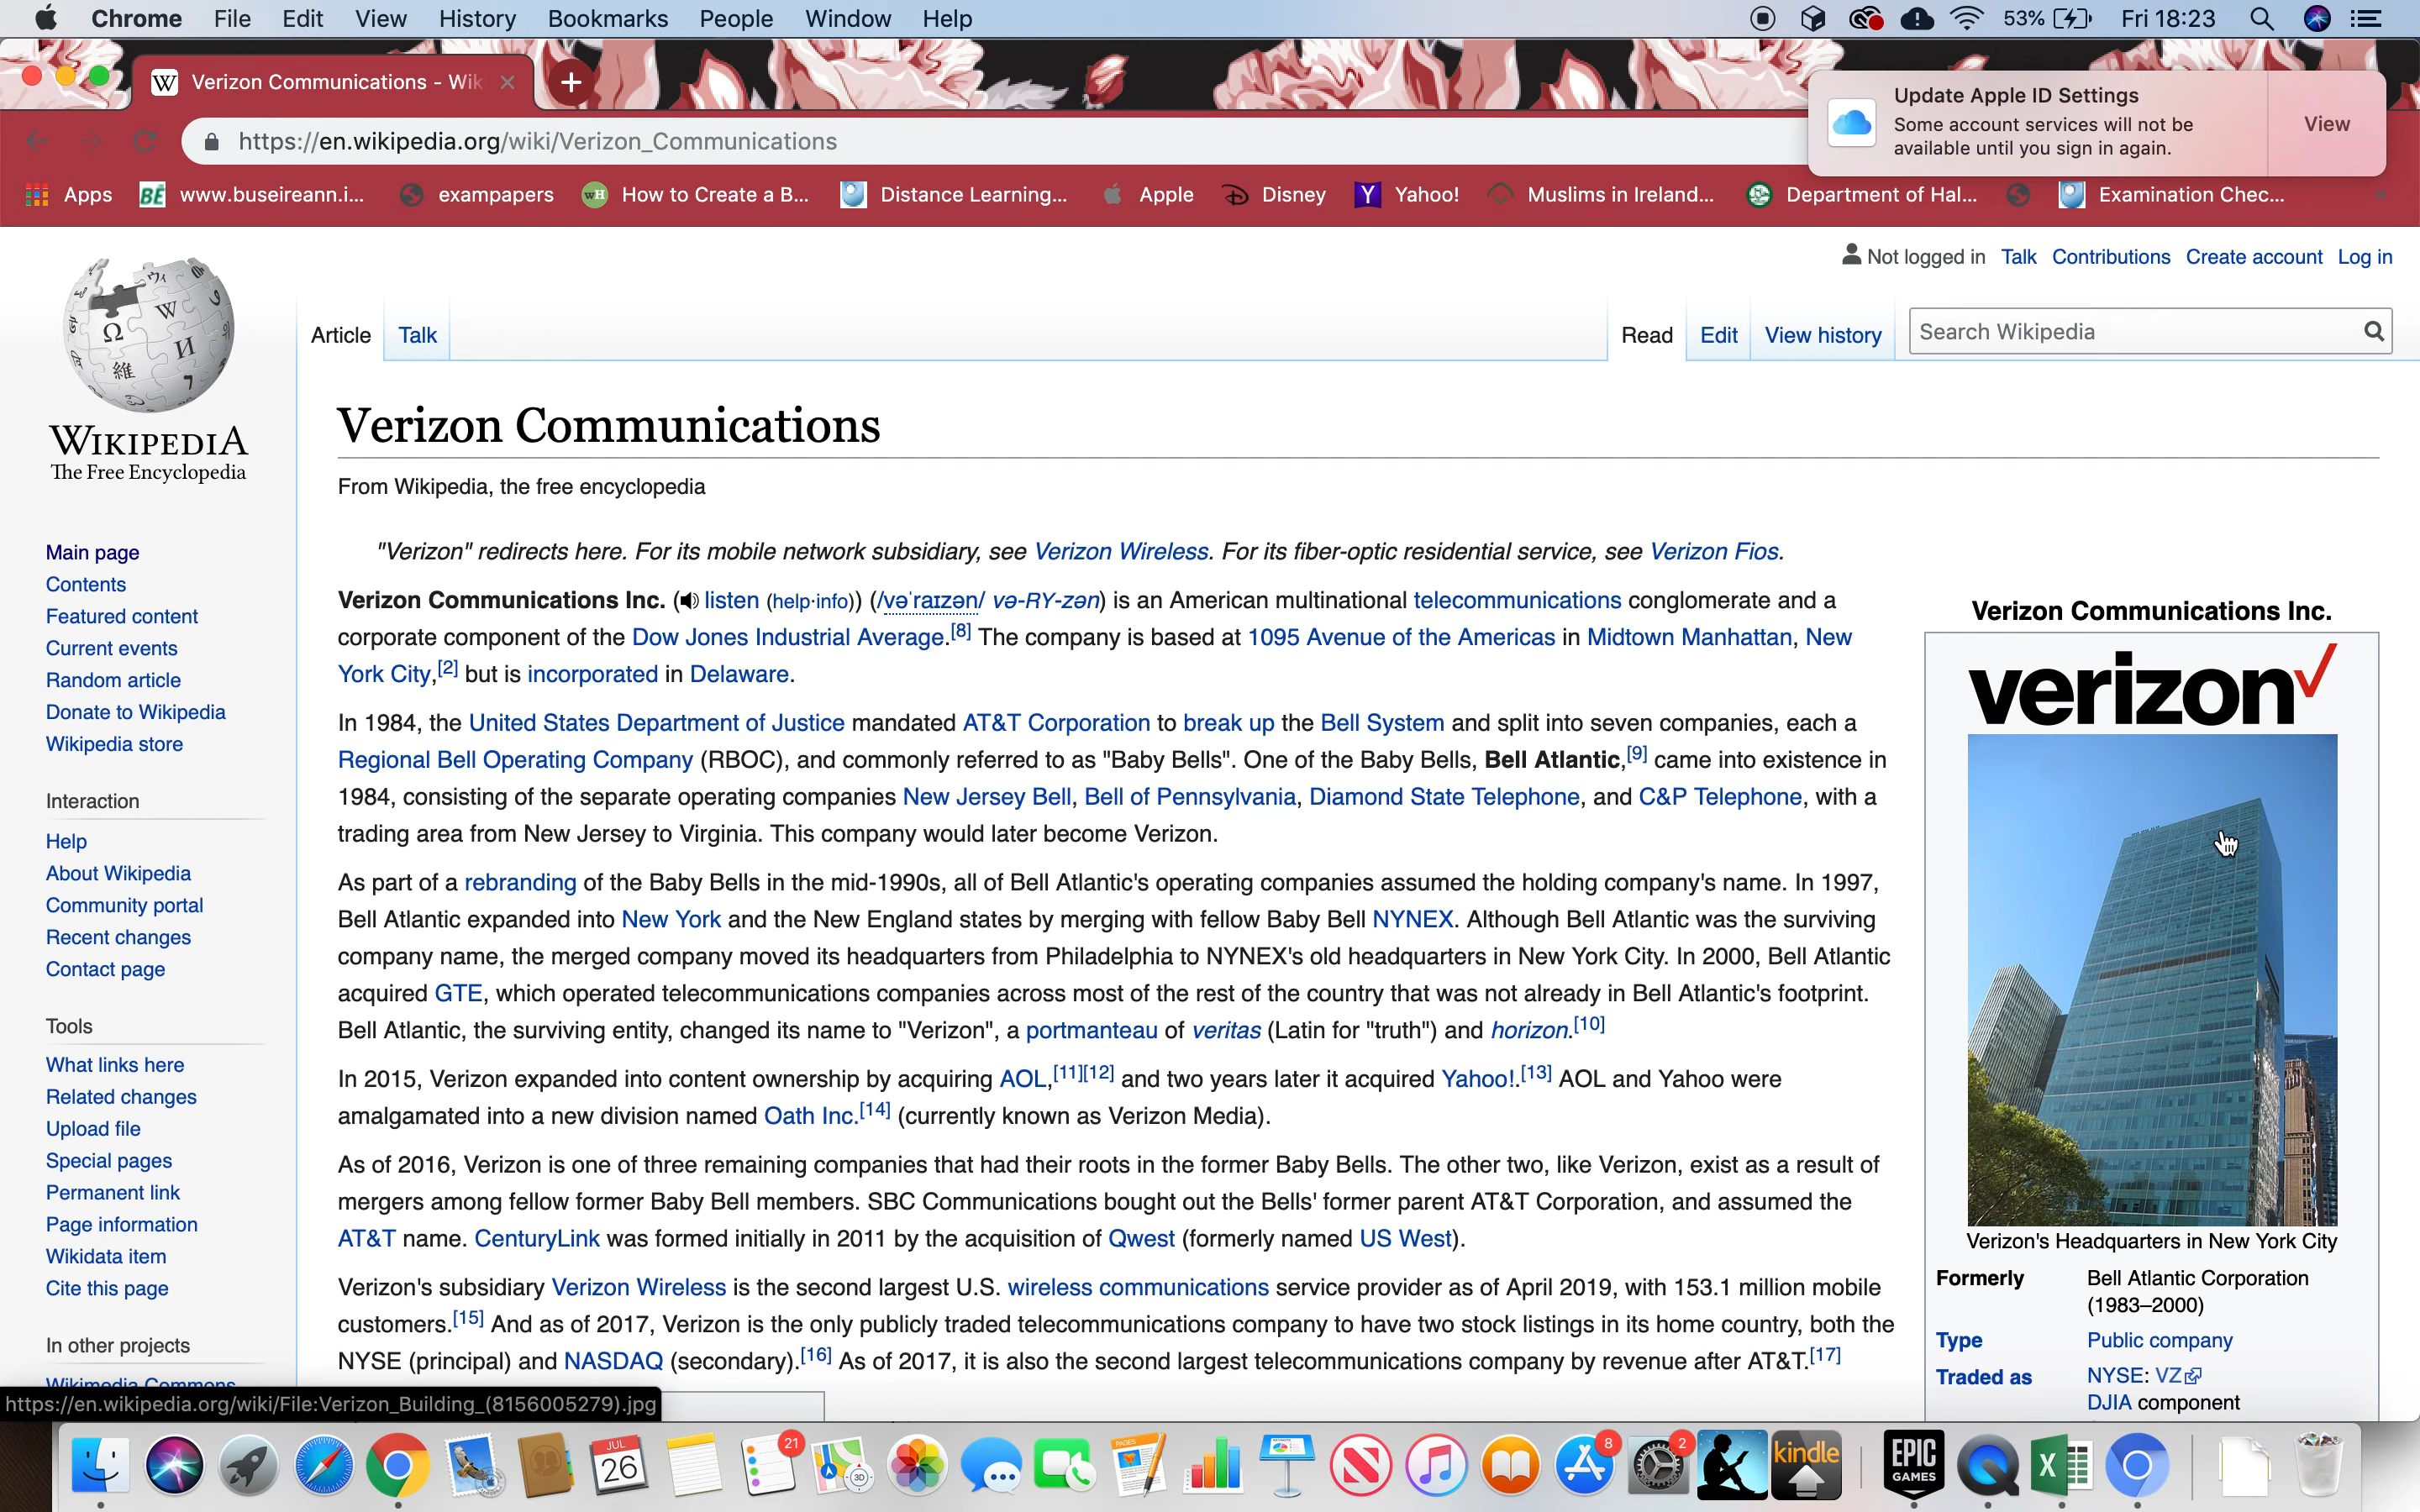 Chrome File Edit View History Bookmarks People Window Help 53% Fri 18:23
Verizon Communications - Wik
Update Apple ID Settings
Some account services will not be
available until you sign in again.
View
https://en.wikipedia.org/wiki/Verizon_Communications
Apps BÉ www.buseireann.i... exampapers wH How to Create a B... Distance Learning... Apple Disney Yahoo! Muslims in Ireland... Department of Hal... Examination Chec...
Not logged in Talk Contributions Create account Log in
Article Talk Read Edit View history Search Wikipedia
WIKIPEDIA
The Free Encyclopedia
Main page
Contents
Featured content
Current events
Random article
Donate to Wikipedia
Wikipedia store
Interaction
Help
About Wikipedia
Community portal
Recent changes
Contact page
Tools
What links here
Related changes
Upload file
Special pages
Permanent link
Page information
Wikidata item
Cite this page
In other projects
Wikimedia Commons
Verizon Communications
From Wikipedia, the free encyclopedia
"Verizon" redirects here. For its mobile network subsidiary, see Verizon Wireless. For its fiber-optic residential service, see Verizon Fios.
Verizon Communications Inc. (listen (help·info)) (/vəˈraɪzən/ və-RY-zən) is an American multinational telecommunications conglomerate and a
corporate component of the Dow Jones Industrial Average.[8] The company is based at 1095 Avenue of the Americas in Midtown Manhattan, New
York City,[2] but is incorporated in Delaware.
In 1984, the United States Department of Justice mandated AT&T Corporation to break up the Bell System and split into seven companies, each a
Regional Bell Operating Company (RBOC), and commonly referred to as "Baby Bells". One of the Baby Bells, Bell Atlantic,[9] came into existence in
1984, consisting of the separate operating companies New Jersey Bell, Bell of Pennsylvania, Diamond State Telephone, and C&P Telephone, with a
trading area from New Jersey to Virginia. This company would later become Verizon.
As part of a rebranding of the Baby Bells in the mid-1990s, all of Bell Atlantic's operating companies assumed the holding company's name. In 1997,
Bell Atlantic expanded into New York and the New England states by merging with fellow Baby Bell NYNEX. Although Bell Atlantic was the surviving
company name, the merged company moved its headquarters from Philadelphia to NYNEX's old headquarters in New York City. In 2000, Bell Atlantic
acquired GTE, which operated telecommunications companies across most of the rest of the country that was not already in Bell Atlantic's footprint.
Bell Atlantic, the surviving entity, changed its name to "Verizon", a portmanteau of veritas (Latin for "truth") and horizon.[10]
In 2015, Verizon expanded into content ownership by acquiring AOL,[11][12] and two years later it acquired Yahoo!.[13] AOL and Yahoo were
amalgamated into a new division named Oath Inc.[14] (currently known as Verizon Media).
As of 2016, Verizon is one of three remaining companies that had their roots in the former Baby Bells. The other two, like Verizon, exist as a result of
mergers among fellow former Baby Bell members. SBC Communications bought out the Bells' former parent AT&T Corporation, and assumed the
AT&T name. CenturyLink was formed initially in 2011 by the acquisition of Qwest (formerly named US West).
Verizon's subsidiary Verizon Wireless is the second largest U.S. wireless communications service provider as of April 2019, with 153.1 million mobile
customers.[15] And as of 2017, Verizon is the only publicly traded telecommunications company to have two stock listings in its home country, both the
NYSE (principal) and NASDAQ (secondary).[16] As of 2017, it is also the second largest telecommunications company by revenue after AT&T.[17]
Verizon Communications Inc.
verizon
Verizon's Headquarters in New York City
Formerly Bell Atlantic Corporation
(1983–2000)
Type Public company
Traded as NYSE: VZ
DJIA component
https://en.wikipedia.org/wiki/File:Verizon_Building_(8156005279).jpg
JUL
26
21
3D
PAGES
8
2
kindle
EPIC
GAMES
X